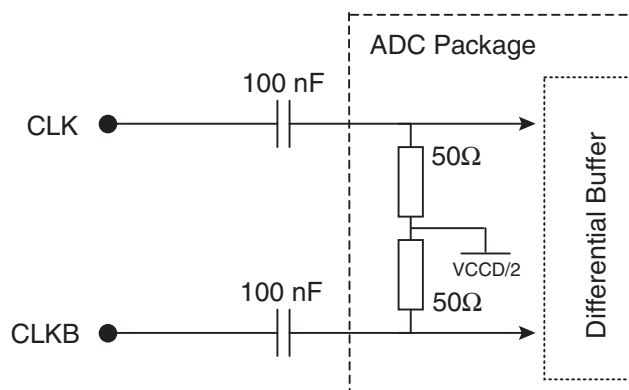 ADC Package
100 nF
CLK
50Ω
VCCD/2
Differential Buffer
100 nF
50Ω
CLKB